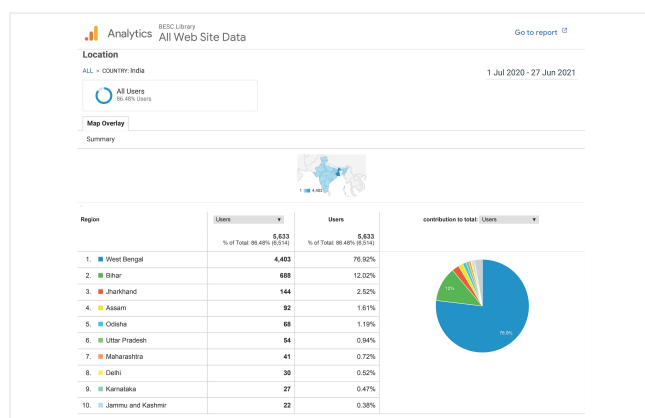 Analytics
BESC Library
All Web Site Data
Go to report
Location
ALL » COUNTRY: India
1 Jul 2020 - 27 Jun 2021
All Users
86.48% Users
Map Overlay
Summary
1 4,403
Region Users Users contribution to total: Users
5,633 5,633
% of Total: 86.48% (6,514) % of Total: 86.48% (6,514)
1. West Bengal 4,403 76.92%
2. Bihar 688 12.02%
3. Jharkhand 144 2.52%
4. Assam 92 1.61%
5. Odisha 68 1.19%
6. Uttar Pradesh 54 0.94%
7. Maharashtra 41 0.72%
8. Delhi 30 0.52%
9. Karnataka 27 0.47%
10. Jammu and Kashmir 22 0.38%
12%
76.9%